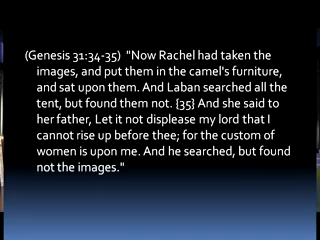 (Genesis 31:34-35)  "Now Rachel had taken the
images, and put them in the camel's furniture,
and sat upon them. And Laban searched all the
tent, but found them not. {35} And she said to
her father, Let it not displease my lord that I
cannot rise up before thee; for the custom of
women is upon me. And he searched, but found
not the images."